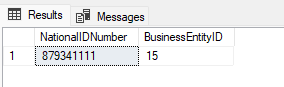 Results Messages
NationalIDNumber BusinessEntityID
1 879341111 15